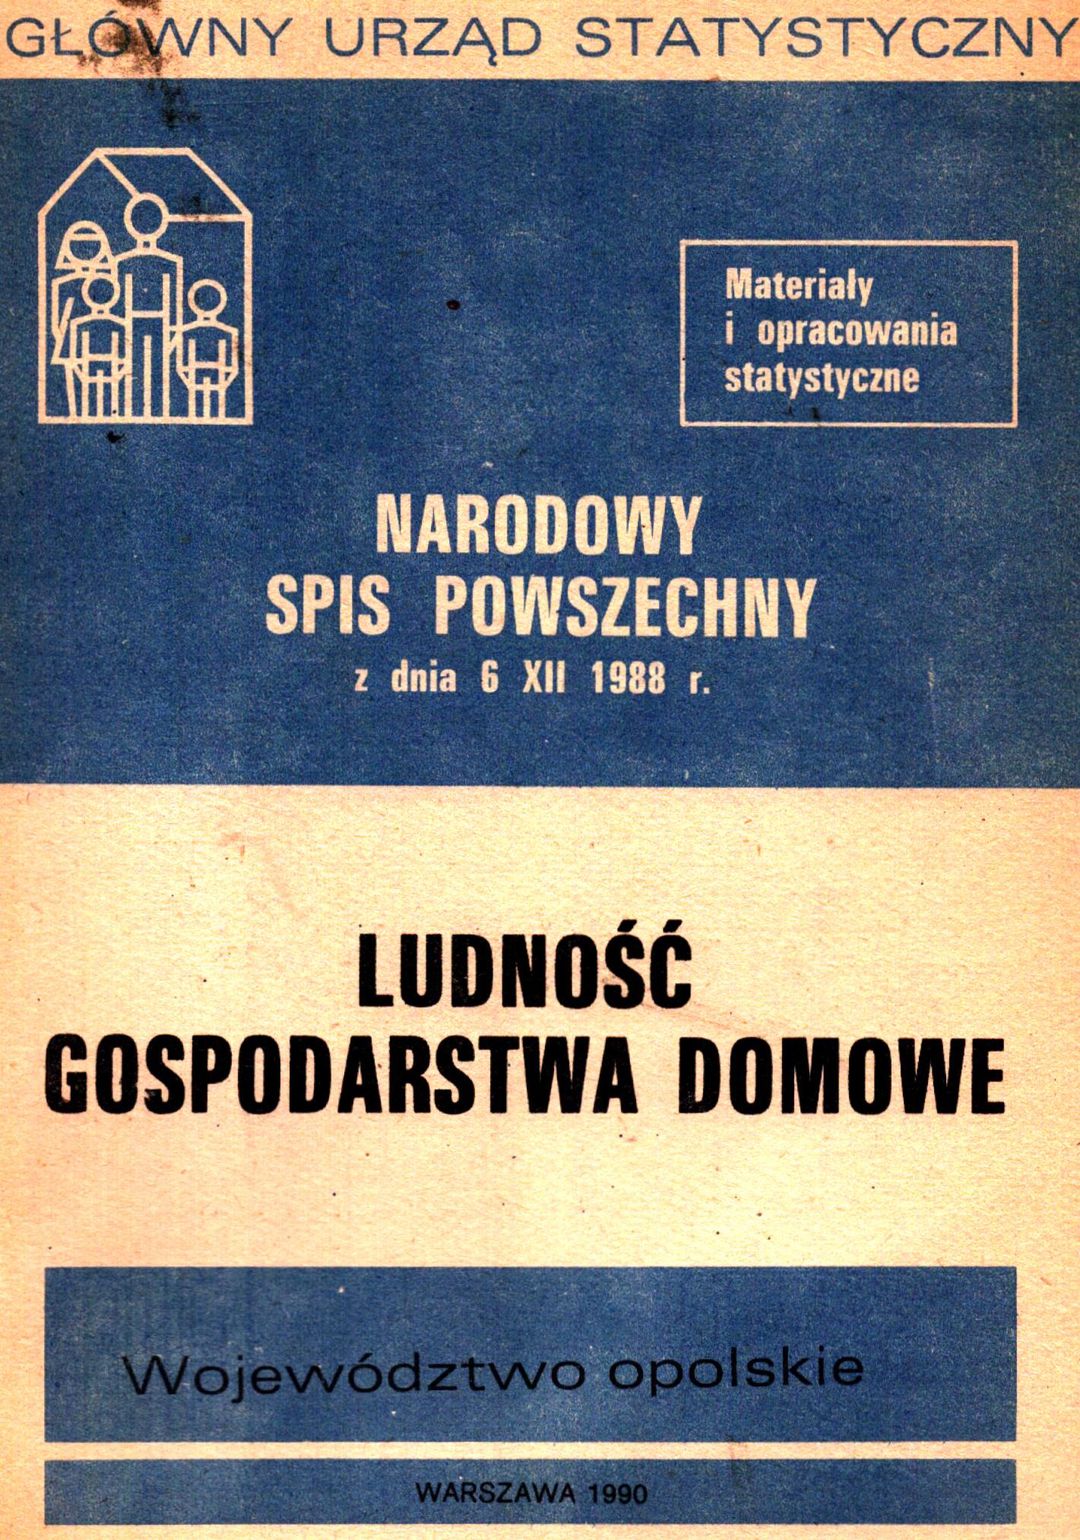 GŁÓWNY URZĄD STATYSTYCZNY
Materiały
i opracowania
statystyczne
NARODOWY
SPIS POWSZECHNY
z dnia 6 XII 1988 r.
LUDNOŚĆ
GOSPODARSTWA DOMOWE
Województwo opolskie
WARSZAWA 1990